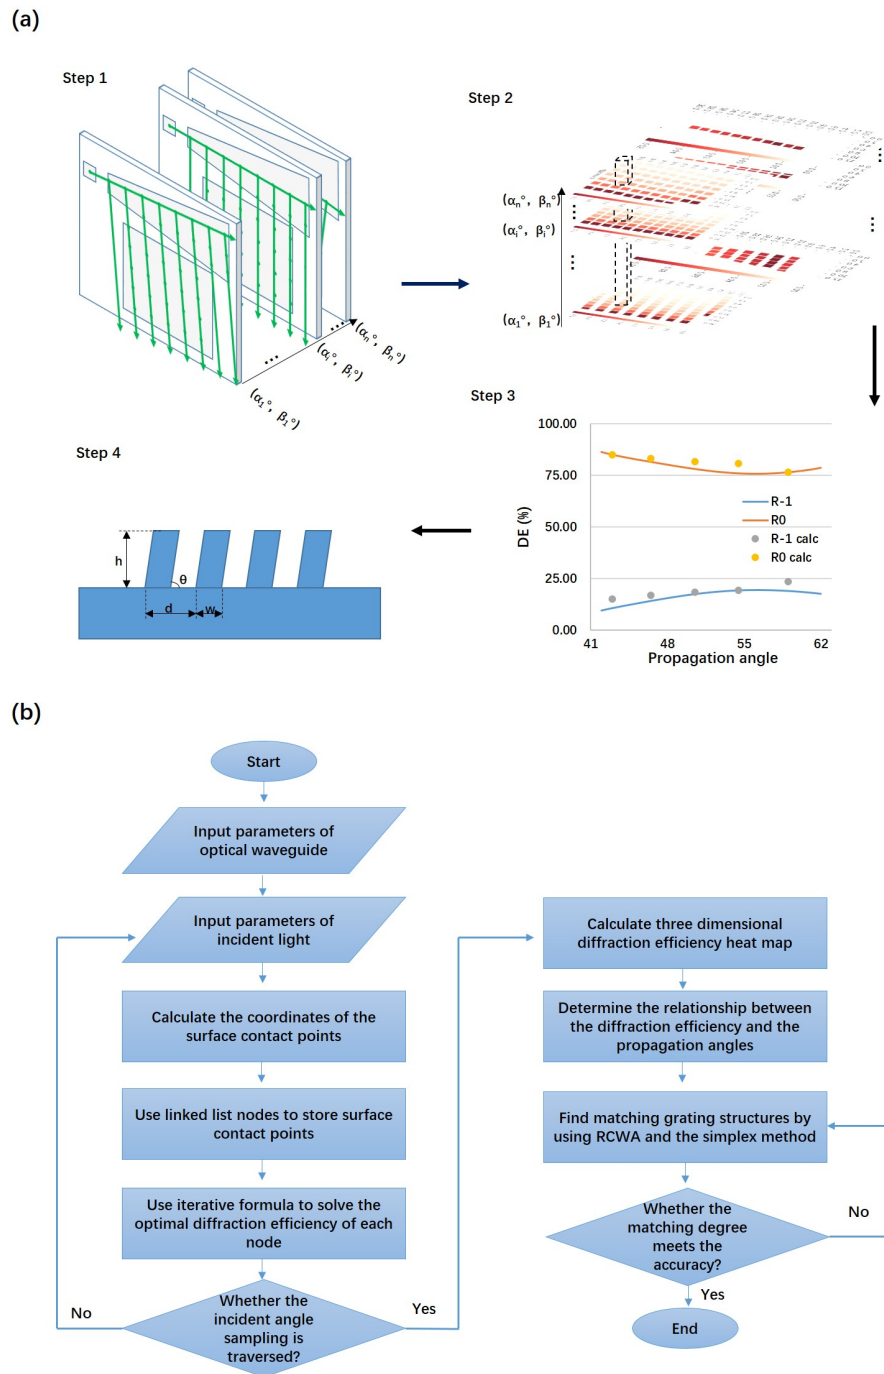 (a)
Step 1
(α₁°, β₁°)
...
(αᵢ°, βᵢ°)
...
(αₙ°, βₙ°)
Step 2
(αₙ°, βₙ°)
(αᵢ°, βᵢ°)
(α₁°, β₁°)
Step 3
100.00
75.00
50.00
25.00
0.00
DE (%)
R-1
R0
R-1 calc
R0 calc
41
48
55
62
Propagation angle
Step 4
h
θ
d
w
(b)
Start
Input parameters of
optical waveguide
Input parameters of
incident light
Calculate the coordinates of the
surface contact points
Use linked list nodes to store surface
contact points
Use iterative formula to solve the
optimal diffraction efficiency of each
node
Whether the
incident angle
sampling is
traversed?
No
Yes
Calculate three dimensional
diffraction efficiency heat map
Determine the relationship between
the diffraction efficiency and the
propagation angles
Find matching grating structures by
using RCWA and the simplex method
Whether the
matching degree
meets the
accuracy?
No
Yes
End